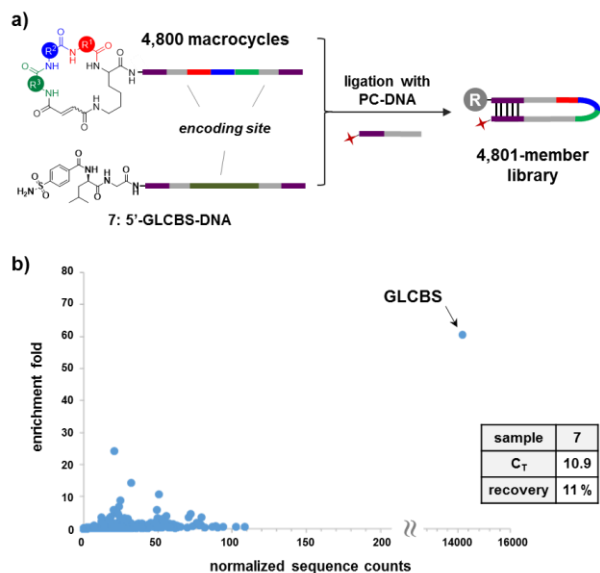 a)
4,800 macrocycles
R²
R¹
R³
O
NH
O
NH
O
HN
O
NH
O
H
N
NH
O
O
H
N
encoding site
O
O
S
H₂N
O
NH
H
N
O
O
H
N
7: 5'-GLCBS-DNA
ligation with
PC-DNA
R
4,801-member
library
b)
enrichment fold
80
70
60
50
40
30
20
10
0
GLCBS
sample 7
C_T 10.9
recovery 11 %
0 50 100 150 200 14000 16000
normalized sequence counts